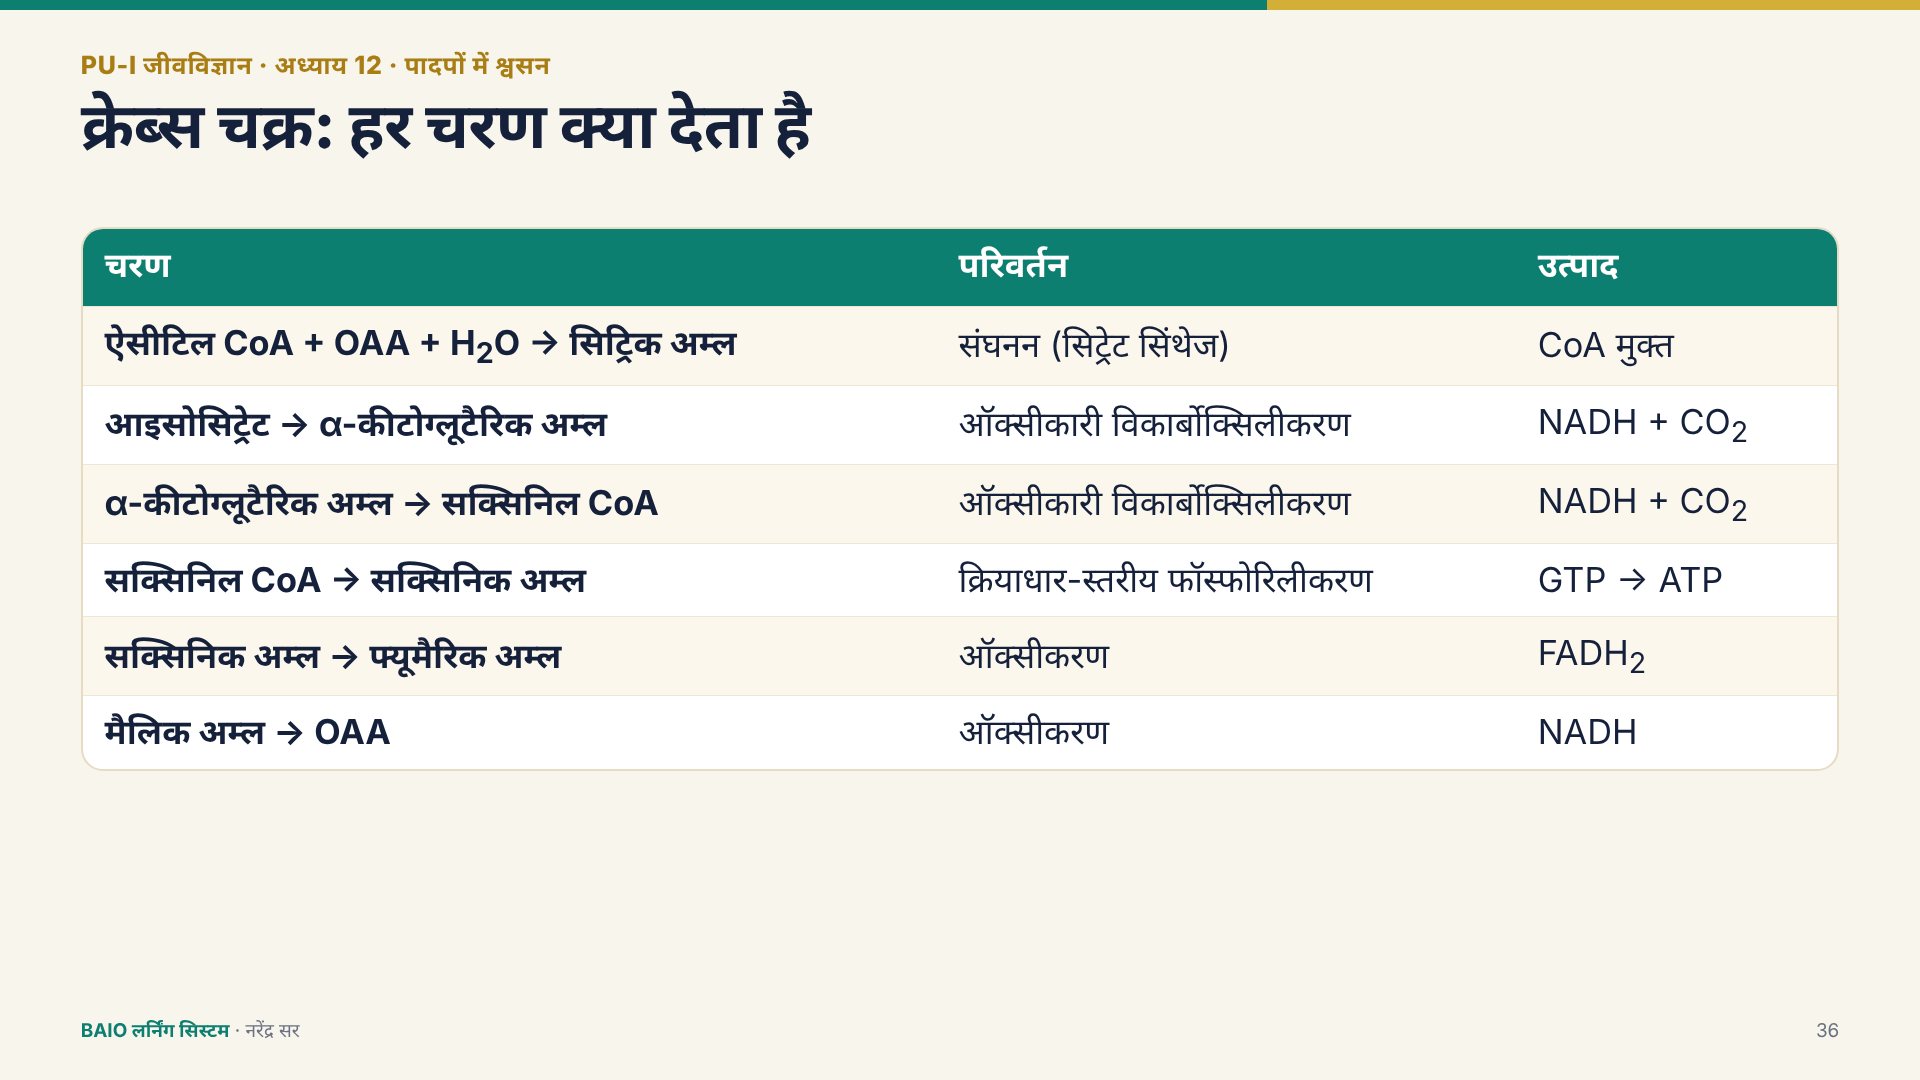 PU-I जीवविज्ञान · अध्याय 12 · पादपों में श्वसन
क्रेब्स चक्र: हर चरण क्या देता है
चरण परिवर्तन उत्पाद
ऐसीटिल CoA + OAA + H₂O → सिट्रिक अम्ल संघनन (सिट्रेट सिंथेज) CoA मुक्त
आइसोसिट्रेट → α-कीटोग्लूटैरिक अम्ल ऑक्सीकारी विकार्बोक्सिलीकरण NADH + CO₂
α-कीटोग्लूटैरिक अम्ल → सक्सिनिल CoA ऑक्सीकारी विकार्बोक्सिलीकरण NADH + CO₂
सक्सिनिल CoA → सक्सिनिक अम्ल क्रियाधार-स्तरीय फॉस्फोरिलीकरण GTP → ATP
सक्सिनिक अम्ल → फ्यूमैरिक अम्ल ऑक्सीकरण FADH₂
मैलिक अम्ल → OAA ऑक्सीकरण NADH
BAIO लर्निंग सिस्टम · नरेंद्र सर 36